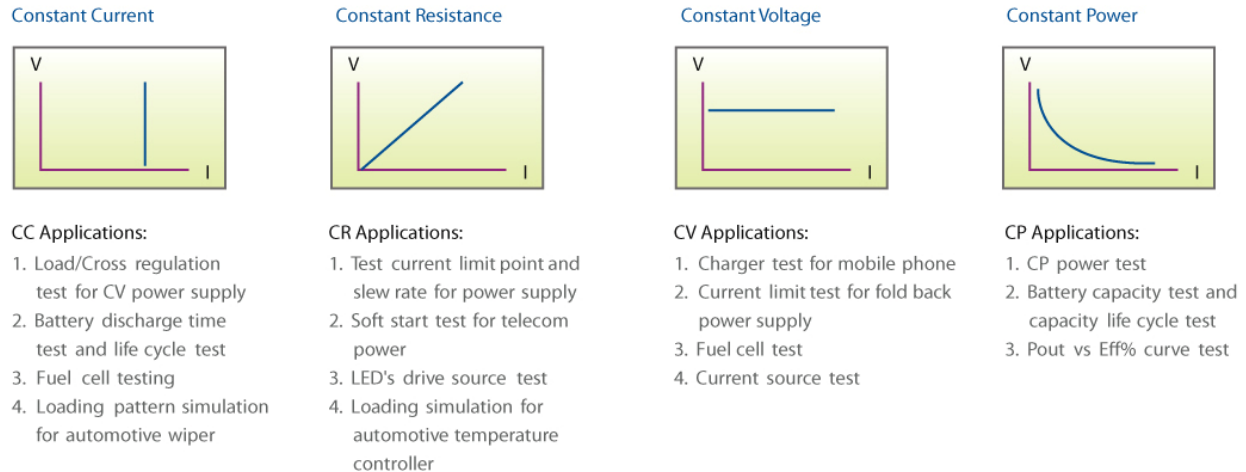 Constant Current
V
I
CC Applications:
1. Load/Cross regulation
test for CV power supply
2. Battery discharge time
test and life cycle test
3. Fuel cell testing
4. Loading pattern simulation
for automotive wiper
Constant Resistance
V
I
CR Applications:
1. Test current limit point and
slew rate for power supply
2. Soft start test for telecom
power
3. LED's drive source test
4. Loading simulation for
automotive temperature
controller
Constant Voltage
V
I
CV Applications:
1. Charger test for mobile phone
2. Current limit test for fold back
power supply
3. Fuel cell test
4. Current source test
Constant Power
V
I
CP Applications:
1. CP power test
2. Battery capacity test and
capacity life cycle test
3. Pout vs Eff% curve test